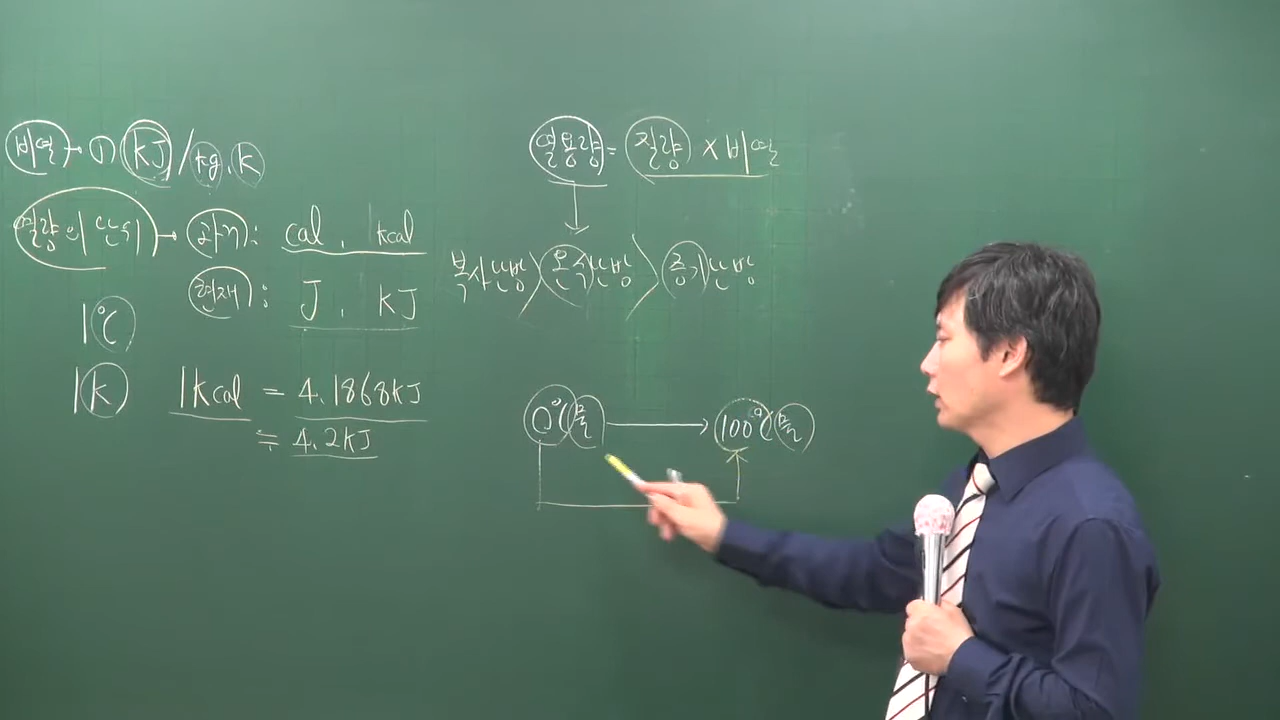 비열 → ① kJ/kg·K
열량의 단위 → 과거: cal, kcal
현재: J, kJ
1℃
1K
1kcal = 4.1868kJ
≒ 4.2kJ
열용량 = 질량 × 비열
복사난방 > 온수난방 > 증기난방
0℃ 물 → 100℃ 물